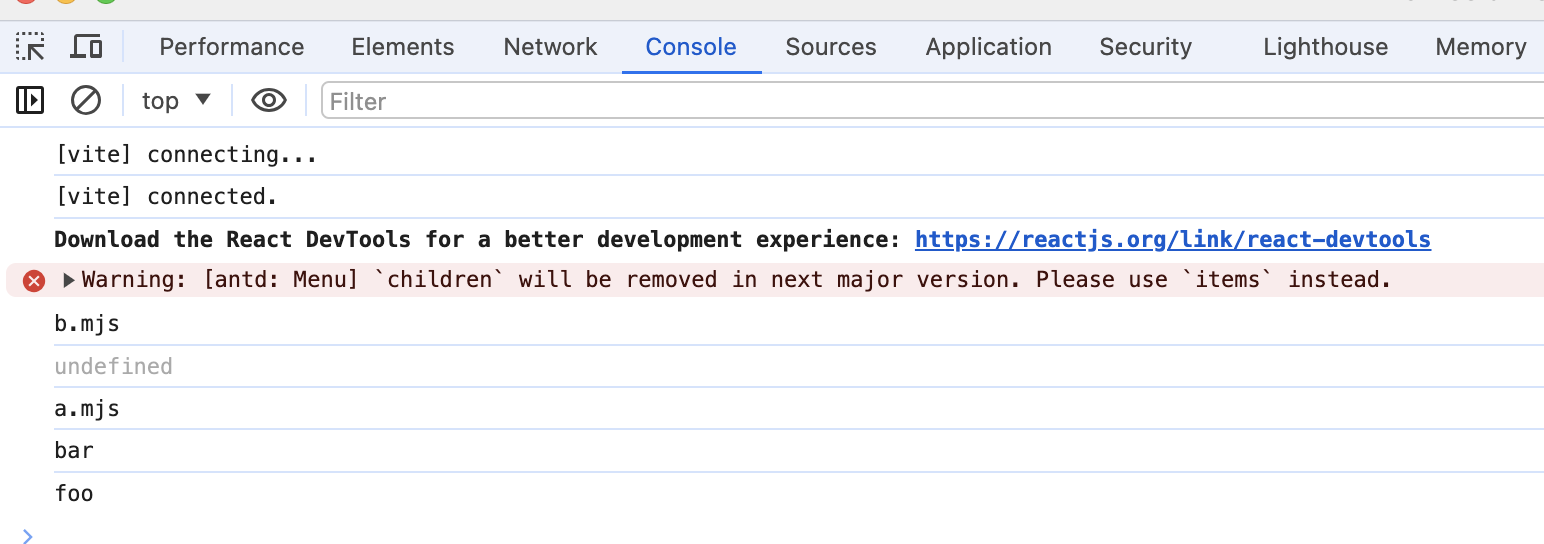 Performance Elements Network Console Sources Application Security Lighthouse Memory
top Filter
[vite] connecting...
[vite] connected.
Download the React DevTools for a better development experience: https://reactjs.org/link/react-devtools
Warning: [antd: Menu] `children` will be removed in next major version. Please use `items` instead.
b.mjs
undefined
a.mjs
bar
foo